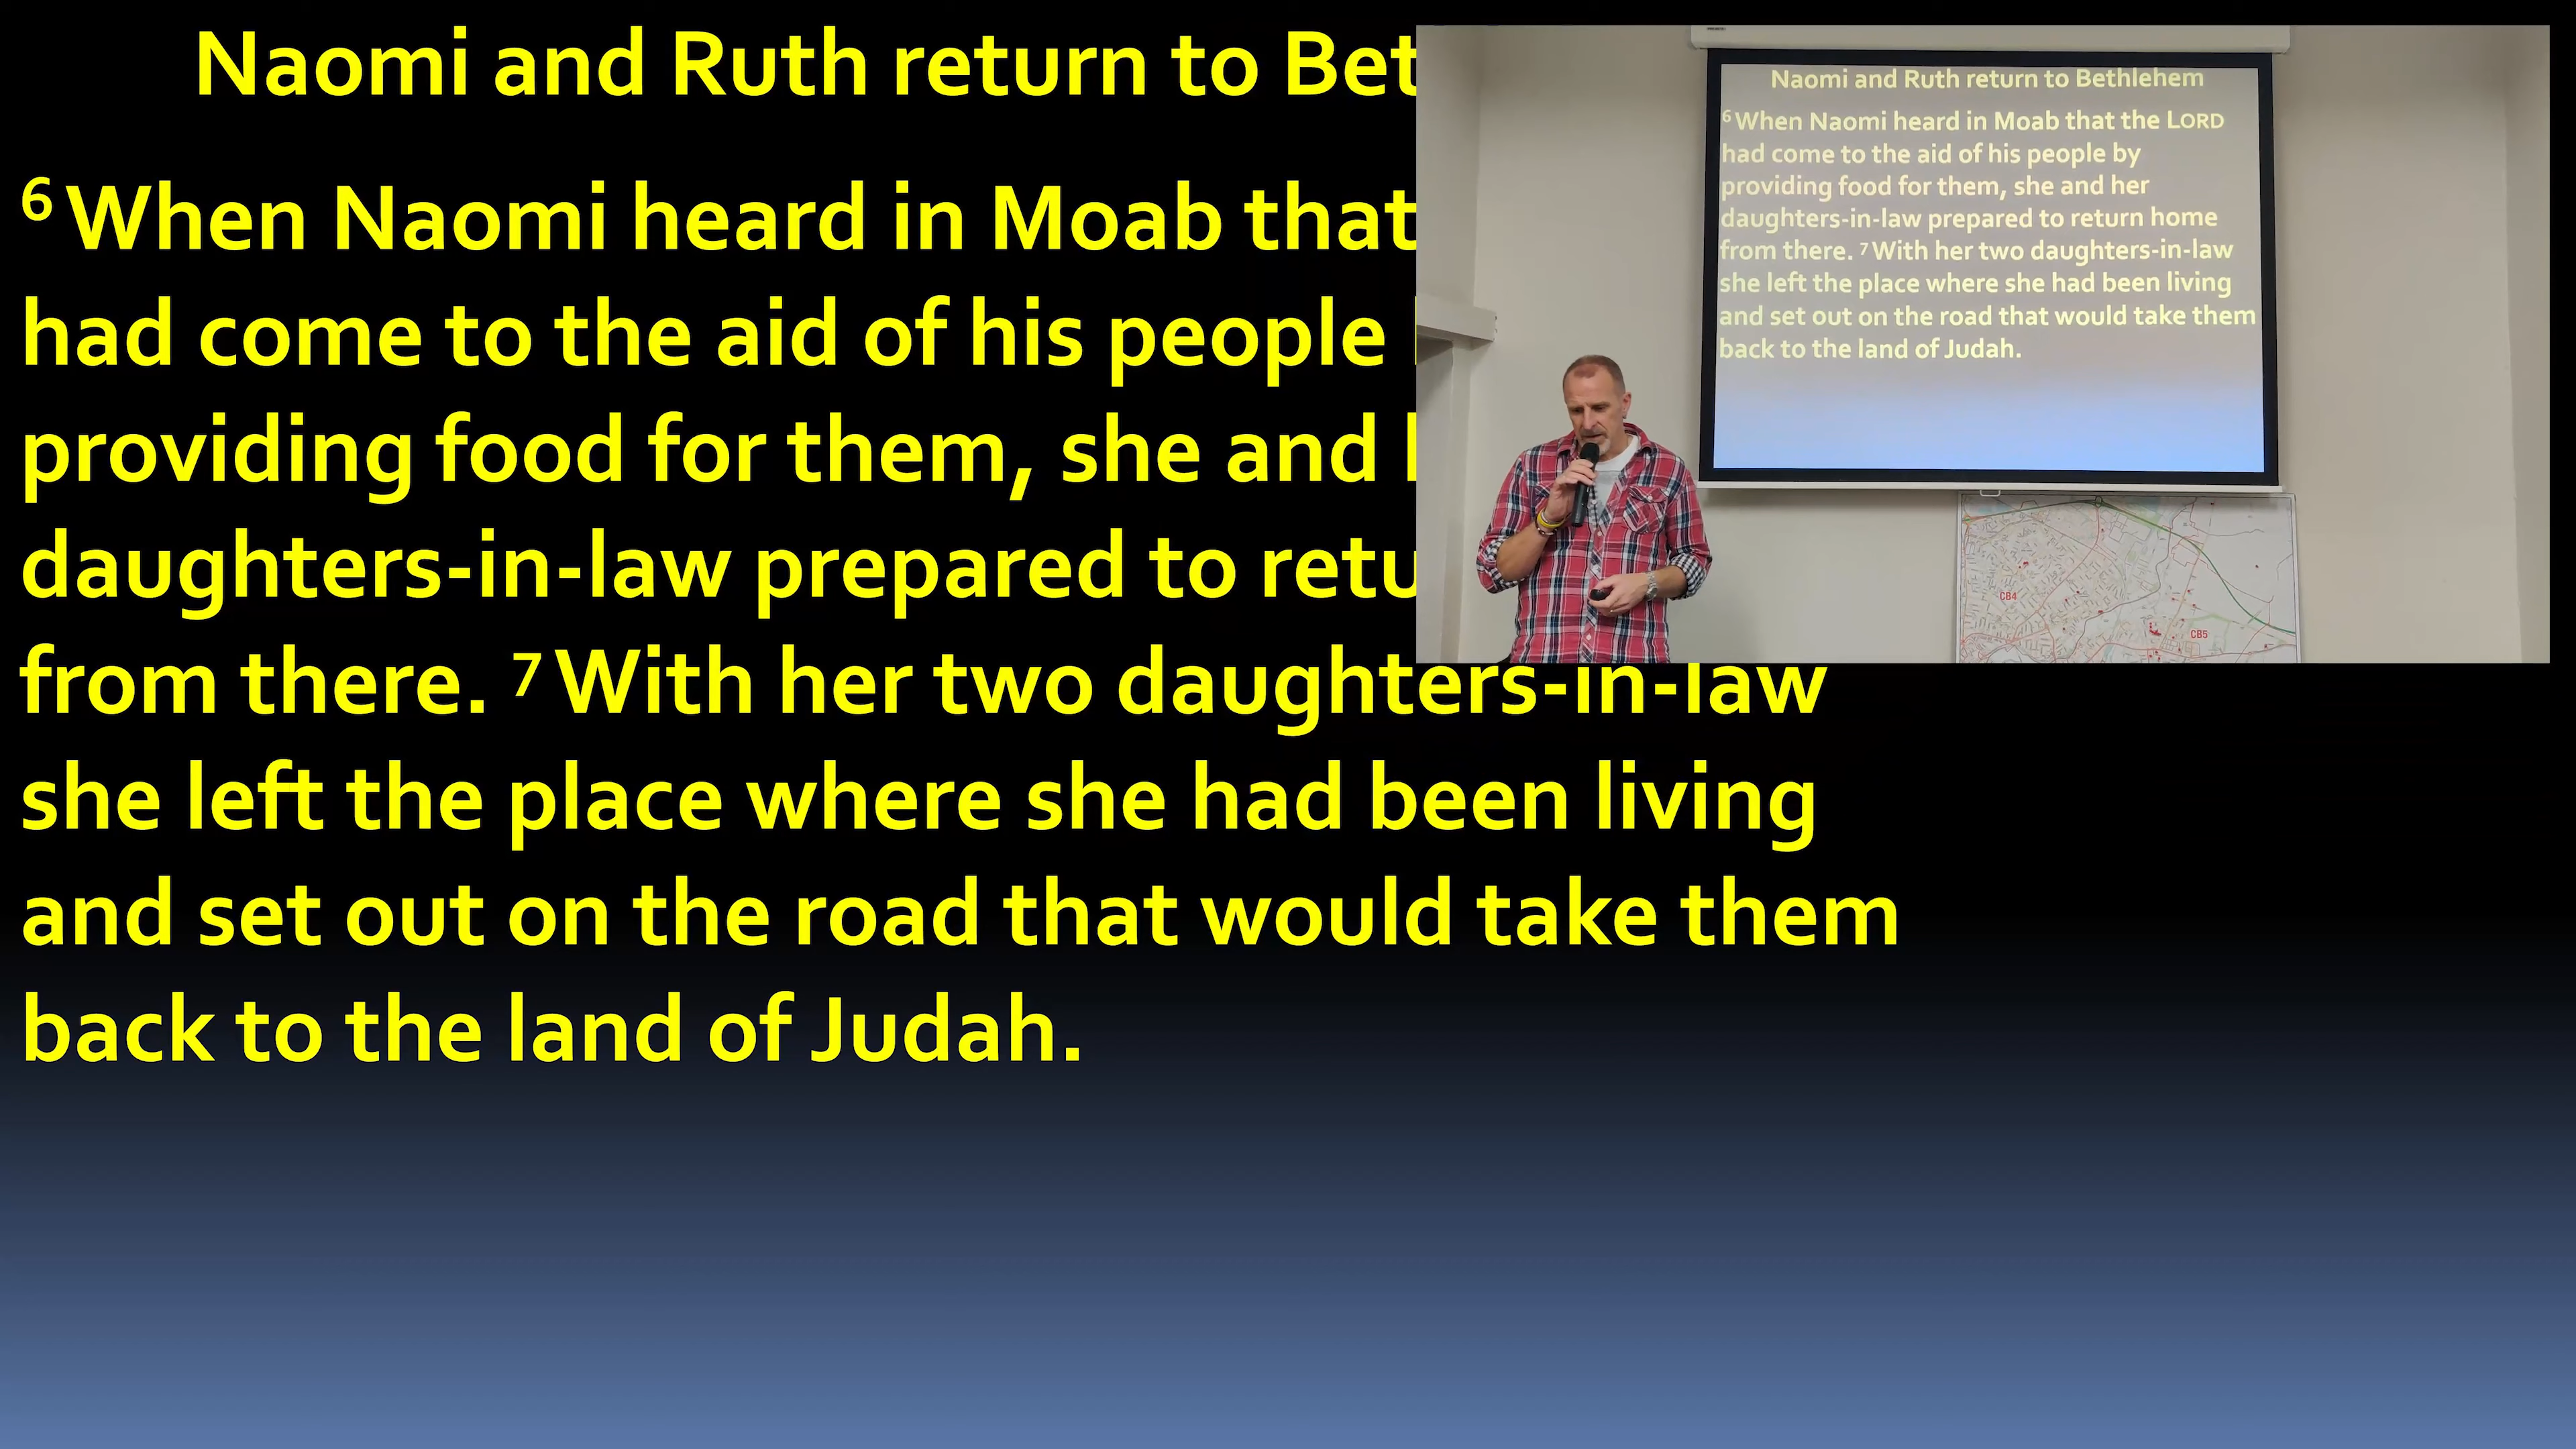 Naomi and Ruth return to Bet
6 When Naomi heard in Moab that
had come to the aid of his people
providing food for them, she and
daughters-in-law prepared to retu
from there. 7 With her two daughters-in-law
she left the place where she had been living
and set out on the road that would take them
back to the land of Judah.
Naomi and Ruth return to Bethlehem
6 When Naomi heard in Moab that the LORD
had come to the aid of his people by
providing food for them, she and her
daughters-in-law prepared to return home
from there. 7 With her two daughters-in-law
she left the place where she had been living
and set out on the road that would take them
back to the land of Judah.
CB4
CB5